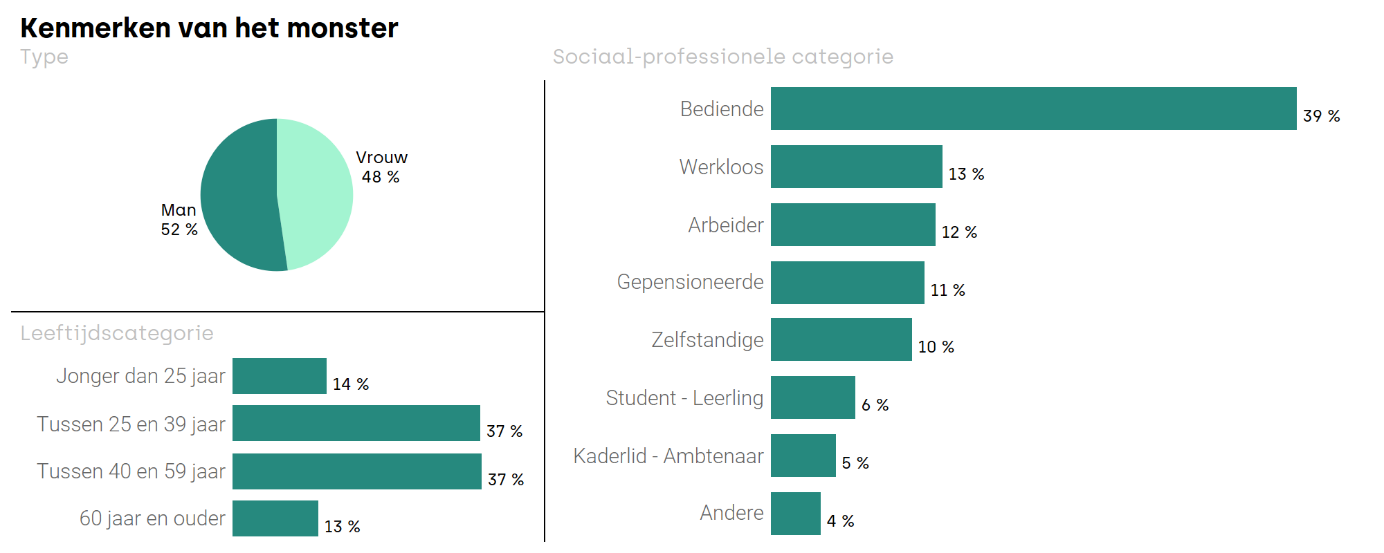 Kenmerken van het monster
Type
Vrouw
48 %
Man
52 %
Leeftijdscategorie
Jonger dan 25 jaar 14 %
Tussen 25 en 39 jaar 37 %
Tussen 40 en 59 jaar 37 %
60 jaar en ouder 13 %
Sociaal-professionele categorie
Bediende 39 %
Werkloos 13 %
Arbeider 12 %
Gepensioneerde 11 %
Zelfstandige 10 %
Student - Leerling 6 %
Kaderlid - Ambtenaar 5 %
Andere 4 %